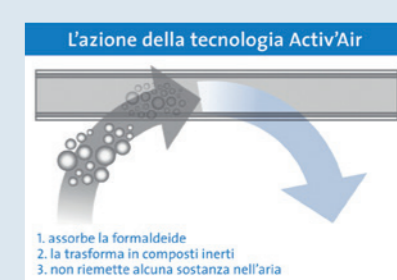 L'azione della tecnologia Activ'Air
1. assorbe la formaldeide
2. la trasforma in composti inerti
3. non riemette alcuna sostanza nell'aria